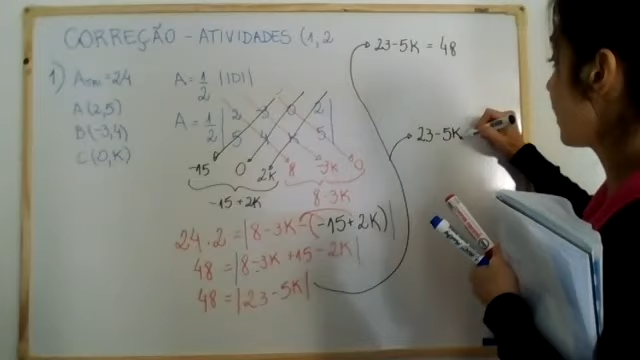 CORREÇÃO - ATIVIDADES (1, 2
1) A = 24
A = 1/2 |D|
A(2,5)
B(-3,4)
C(0,K)
A = 1/2 | 2 -3 0 2 |
| 5 4 K 5 |
-15 0 2K 8 -3K 0
-15+2K
8-3K
24.2 = |8-3K-(-15+2K)|
48 = |8-3K+15-2K|
48 = |23-5K|
23-5K = 48
23-5K